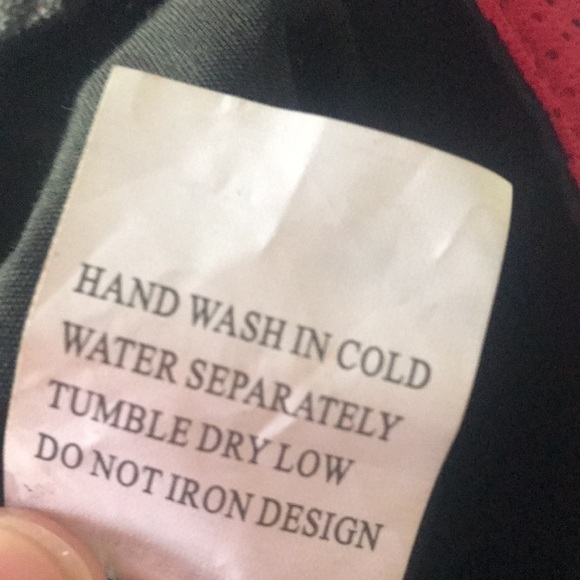 HAND WASH IN COLD
WATER SEPARATELY
TUMBLE DRY LOW
DO NOT IRON DESIGN